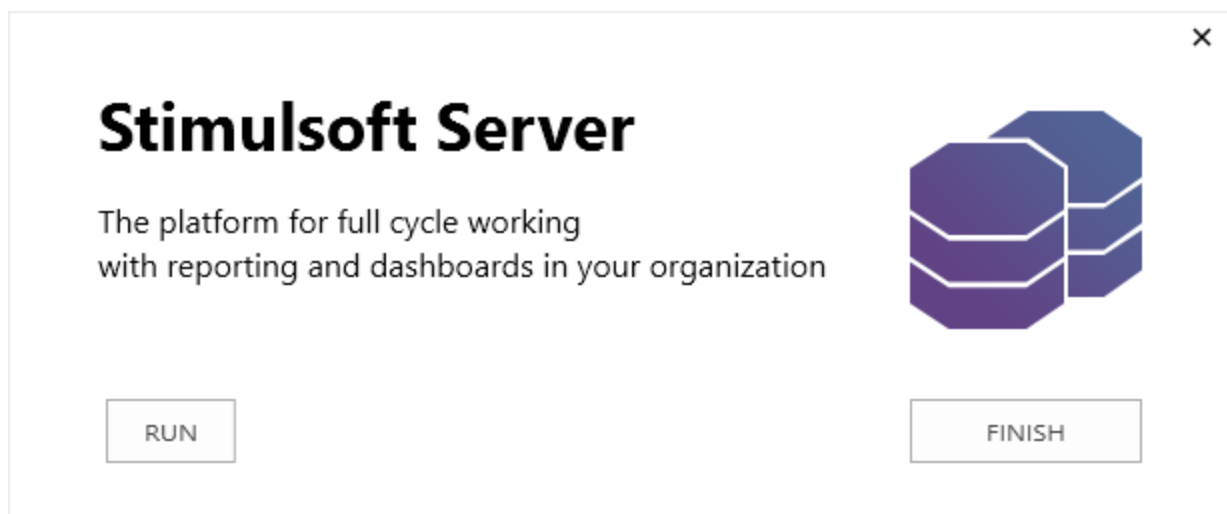 Stimulsoft Server
The platform for full cycle working
with reporting and dashboards in your organization
RUN
FINISH